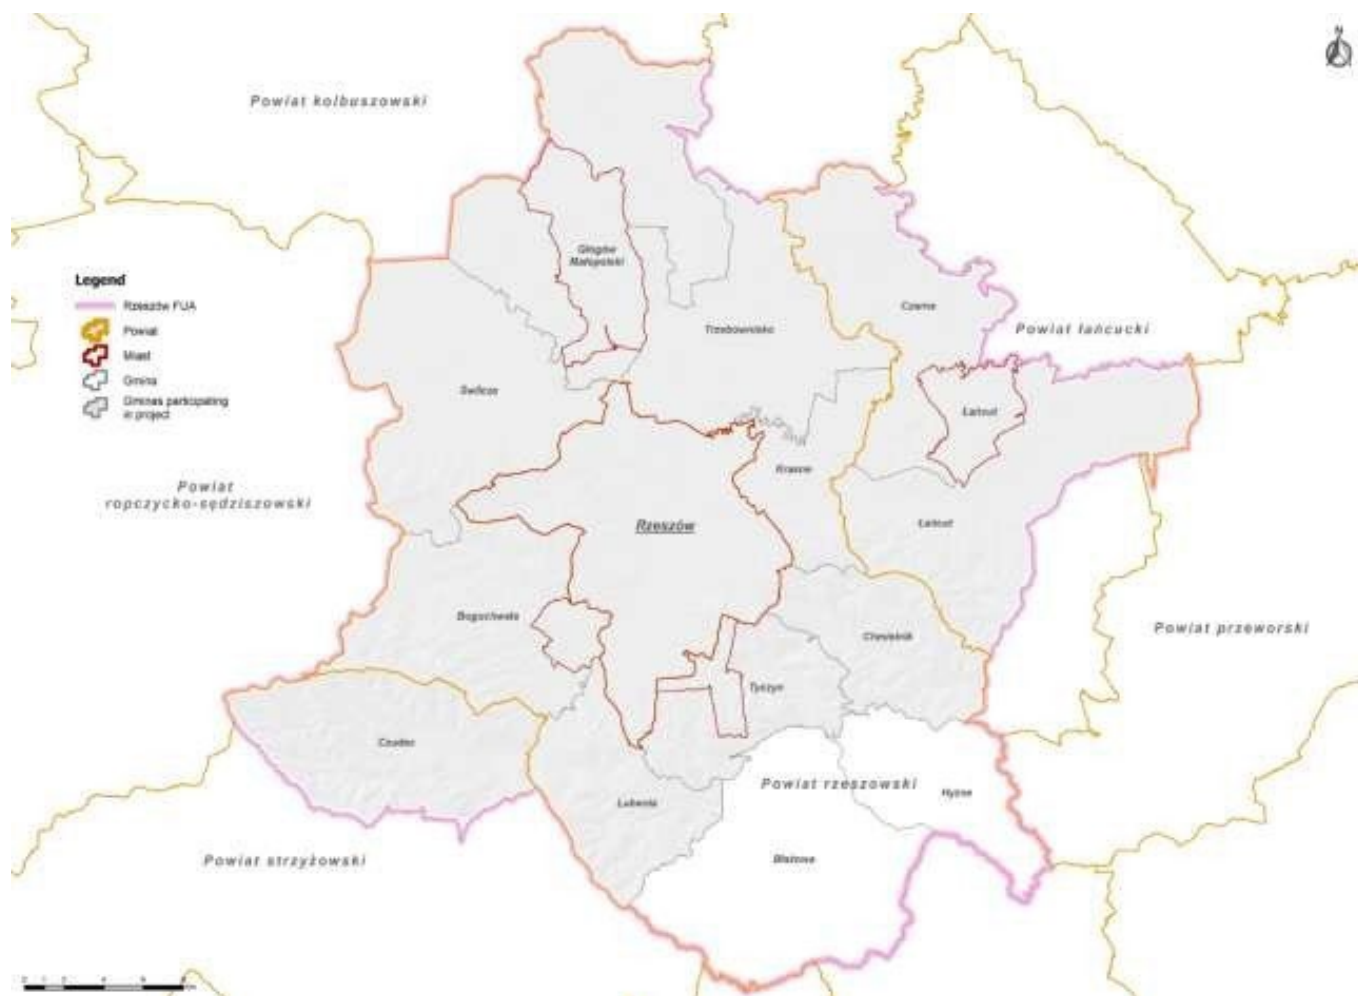 N
Powiat kolbuszowski
Głogów
Małopolski
Legend
Rzeszów FUA
Powiat
Miast
Gmina
Gminas participating
in project
Trzebownisko
Czarna
Powiat łańcucki
Świlcza
Łańcut
Krasne
Powiat
ropczycko-sędziszowski
Rzeszów
Łańcut
Boguchwała
Chmielnik
Powiat przeworski
Tyczyn
Czudec
Powiat rzeszowski
Lubenia
Hyżne
Powiat strzyżowski
Błażowa